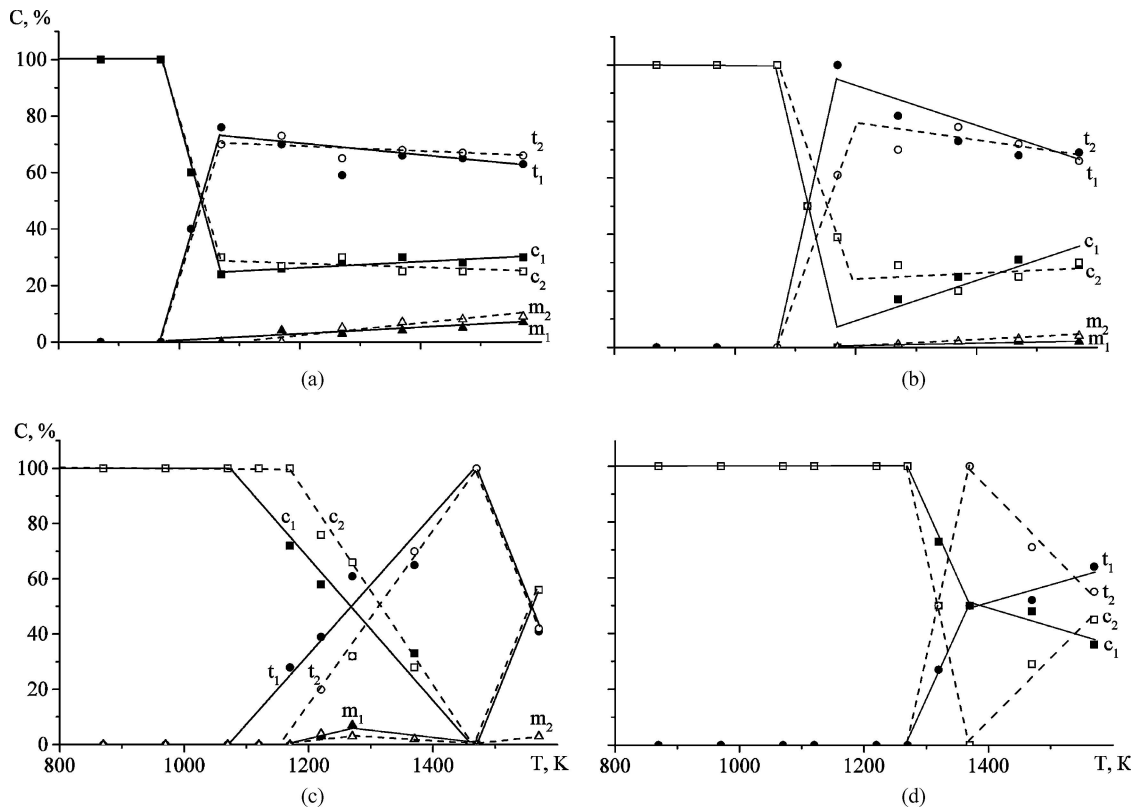 C, %
100
80
60
40
20
0
t₂
t₁
c₁
c₂
m₂
m₁
(a)
t₂
t₁
c₁
c₂
m₂
m₁
(b)
C, %
100
80
60
40
20
0
c₁
c₂
t₁
t₂
m₁
m₂
800
1000
1200
1400
T, K
(c)
t₁
t₂
c₂
c₁
800
1000
1200
1400
T, K
(d)